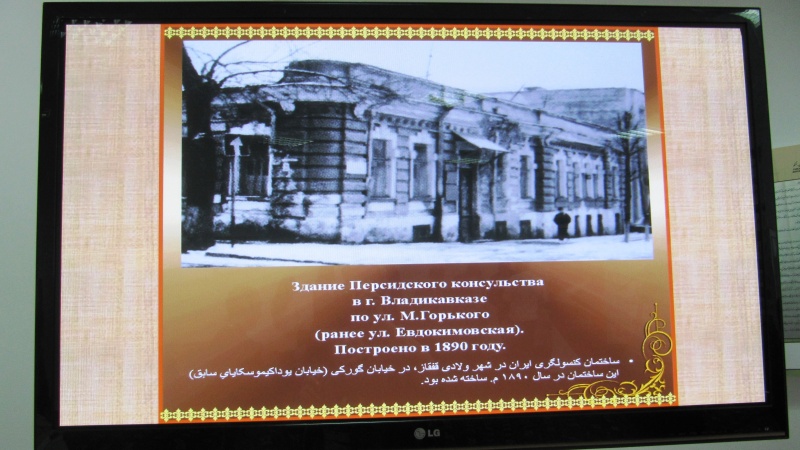 Здание Персидского консульства
в г. Владикавказе
по ул. М.Горького
(ранее ул. Евдокимовская).
Построено в 1890 году.
• ساختمان کنسولگری ایران در شهر ولادی قفقاز، در خیابان گورکی (خیابان یوداکیموسکایای سابق)
این ساختمان در سال ۱۸۹۰ م. ساخته شده بود.
LG